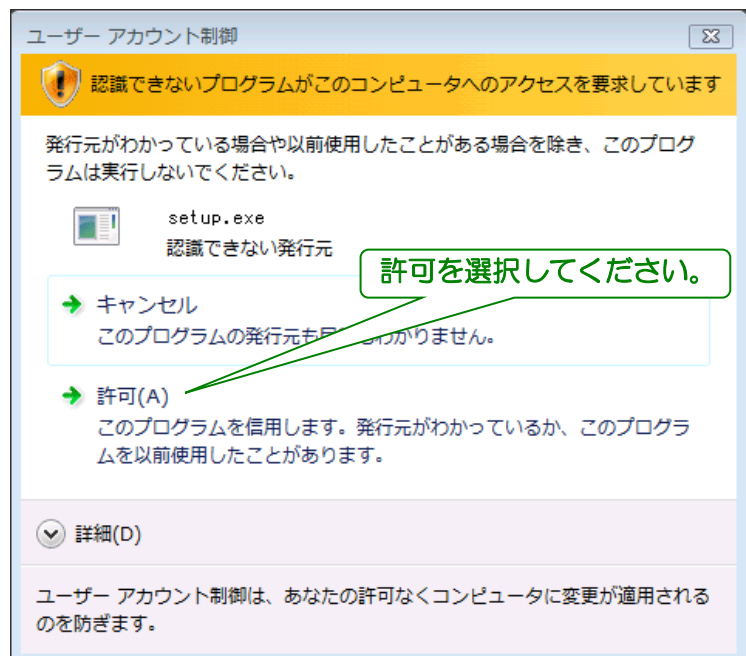 ユーザー アカウント制御
認識できないプログラムがこのコンピュータへのアクセスを要求しています
発行元がわかっている場合や以前使用したことがある場合を除き、このプログ
ラムは実行しないでください。
setup.exe
認識できない発行元
許可を選択してください。
キャンセル
このプログラムの発行元も わかりません。
許可(A)
このプログラムを信用します。発行元がわかっているか、このプログラ
ムを以前使用したことがあります。
詳細(D)
ユーザー アカウント制御は、あなたの許可なくコンピュータに変更が適用される
のを防ぎます。